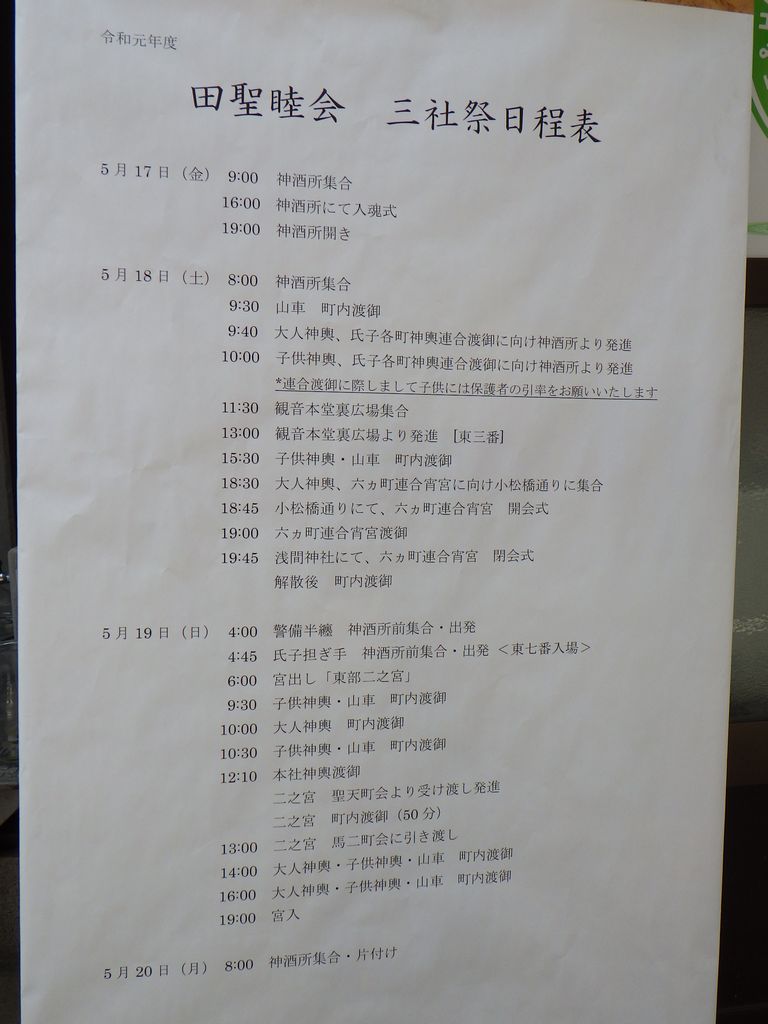 令和元年度
田聖睦会　三社祭日程表
5月17日（金） 9:00 神酒所集合
16:00 神酒所にて入魂式
19:00 神酒所開き
5月18日（土） 8:00 神酒所集合
9:30 山車　町内渡御
9:40 大人神輿、氏子各町神輿連合渡御に向け神酒所より発進
10:00 子供神輿、氏子各町神輿連合渡御に向け神酒所より発進
*連合渡御に際しまして子供には保護者の引率をお願いいたします
11:30 観音本堂裏広場集合
13:00 観音本堂裏広場より発進　[東三番]
15:30 子供神輿・山車　町内渡御
18:30 大人神輿、六ヵ町連合宵宮に向け小松橋通りに集合
18:45 小松橋通りにて、六ヵ町連合宵宮　開会式
19:00 六ヵ町連合宵宮渡御
19:45 浅間神社にて、六ヵ町連合宵宮　閉会式
解散後　町内渡御
5月19日（日） 4:00 警備半纏　神酒所前集合・出発
4:45 氏子担ぎ手　神酒所前集合・出発 ＜東七番入場＞
6:00 宮出し「東部二之宮」
9:30 子供神輿・山車　町内渡御
10:00 大人神輿　町内渡御
10:30 子供神輿・山車　町内渡御
12:10 本社神輿渡御
二之宮　聖天町会より受け渡し発進
二之宮　町内渡御（50分）
13:00 二之宮　馬二町会に引き渡し
14:00 大人神輿・子供神輿・山車　町内渡御
16:00 大人神輿・子供神輿・山車　町内渡御
19:00 宮入
5月20日（月） 8:00 神酒所集合・片付け